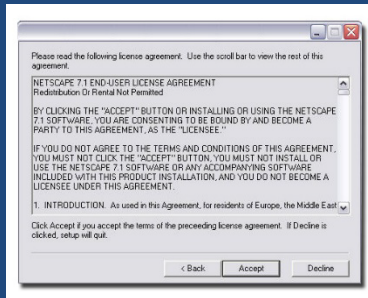 Please read the following license agreement. Use the scroll bar to view the rest of this
agreement.
NETSCAPE 7.1 END-USER LICENSE AGREEMENT
Redistribution Or Rental Not Permitted
BY CLICKING THE "ACCEPT" BUTTON OR INSTALLING OR USING THE NETSCAPE
7.1 SOFTWARE, YOU ARE CONSENTING TO BE BOUND BY AND BECOME A
PARTY TO THIS AGREEMENT, AS THE "LICENSEE."
IF YOU DO NOT AGREE TO THE TERMS AND CONDITIONS OF THIS AGREEMENT,
YOU MUST NOT CLICK THE "ACCEPT" BUTTON, YOU MUST NOT INSTALL OR
USE THE NETSCAPE 7.1 SOFTWARE OR ANY ACCOMPANYING SOFTWARE
INCLUDED WITH THIS PRODUCT INSTALLATION, AND YOU DO NOT BECOME A
LICENSEE UNDER THIS AGREEMENT.
1. INTRODUCTION. As used in this Agreement, for residents of Europe, the Middle East
Click Accept if you accept the terms of the preceeding license agreement. If Decline is
clicked, setup will quit.
< Back Accept Decline